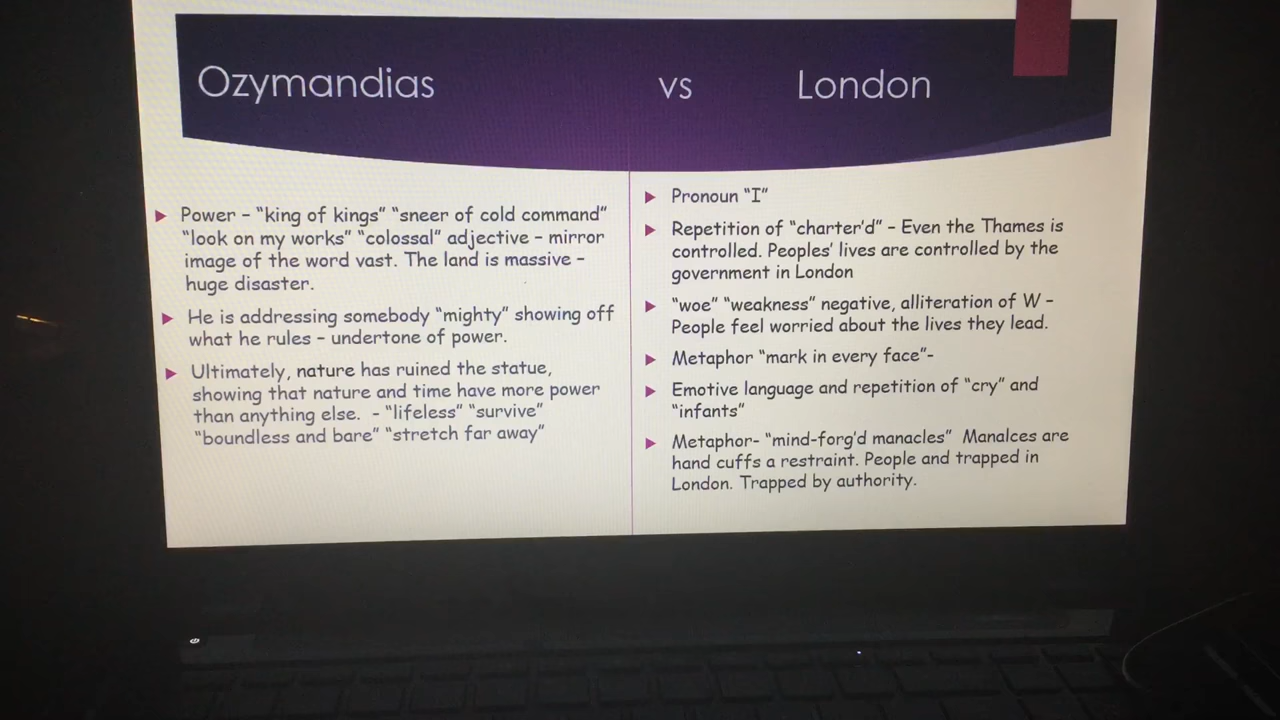 Ozymandias vs London
Power – “king of kings” “sneer of cold command”
“look on my works” “colossal” adjective – mirror
image of the word vast. The land is massive –
huge disaster.
He is addressing somebody “mighty” showing off
what he rules – undertone of power.
Ultimately, nature has ruined the statue,
showing that nature and time have more power
than anything else. - “lifeless” “survive”
“boundless and bare” “stretch far away”
Pronoun “I”
Repetition of “charter’d” – Even the Thames is
controlled. Peoples’ lives are controlled by the
government in London
“woe” “weakness” negative, alliteration of W –
People feel worried about the lives they lead.
Metaphor “mark in every face”-
Emotive language and repetition of “cry” and
“infants”
Metaphor- “mind-forg’d manacles” Manalces are
hand cuffs a restraint. People and trapped in
London. Trapped by authority.